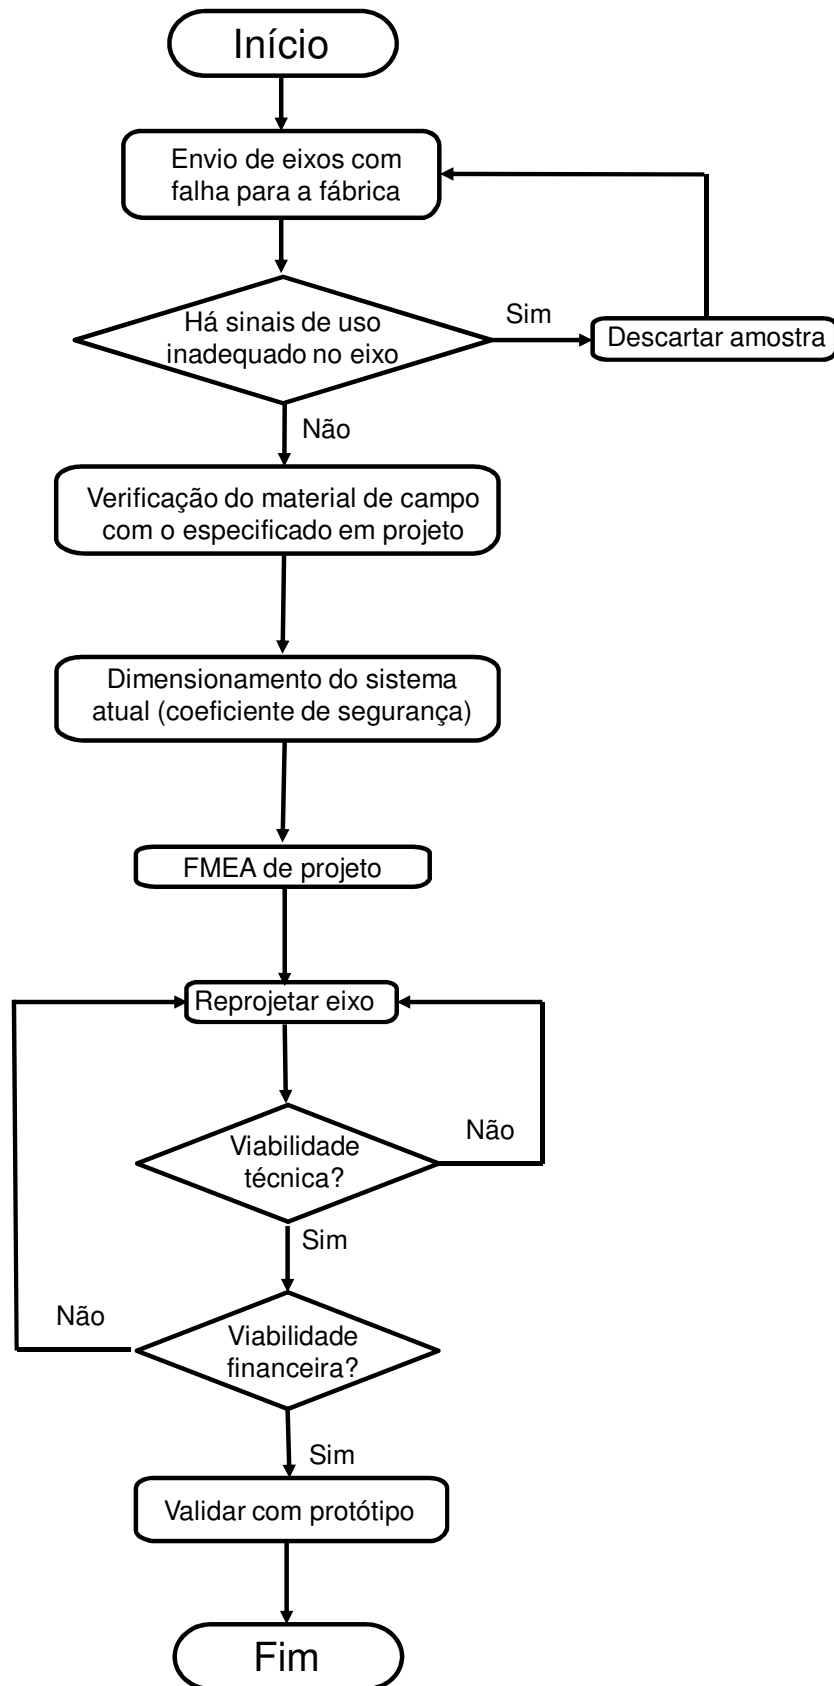 Início
Envio de eixos com
falha para a fábrica
Há sinais de uso
inadequado no eixo
Sim
Descartar amostra
Não
Verificação do material de campo
com o especificado em projeto
Dimensionamento do sistema
atual (coeficiente de segurança)
FMEA de projeto
Reprojetar eixo
Viabilidade
técnica?
Não
Sim
Não
Viabilidade
financeira?
Sim
Validar com protótipo
Fim